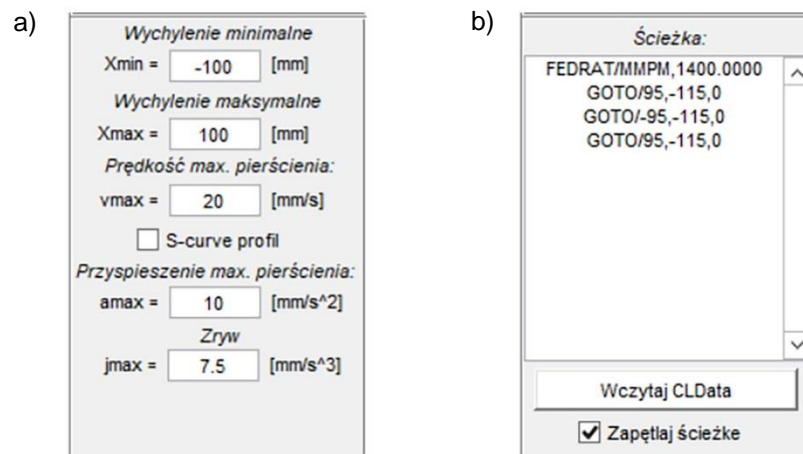 a)
Wychylenie minimalne
Xmin = -100 [mm]
Wychylenie maksymalne
Xmax = 100 [mm]
Prędkość max. pierścienia:
vmax = 20 [mm/s]
S-curve profil
Przyspieszenie max. pierścienia:
amax = 10 [mm/s^2]
Zryw
jmax = 7.5 [mm/s^3]
b)
Ścieżka:
FEDRAT/MMPM,1400.0000
GOTO/95,-115,0
GOTO/-95,-115,0
GOTO/95,-115,0
Wczytaj CLData
Zapętlaj ścieżke